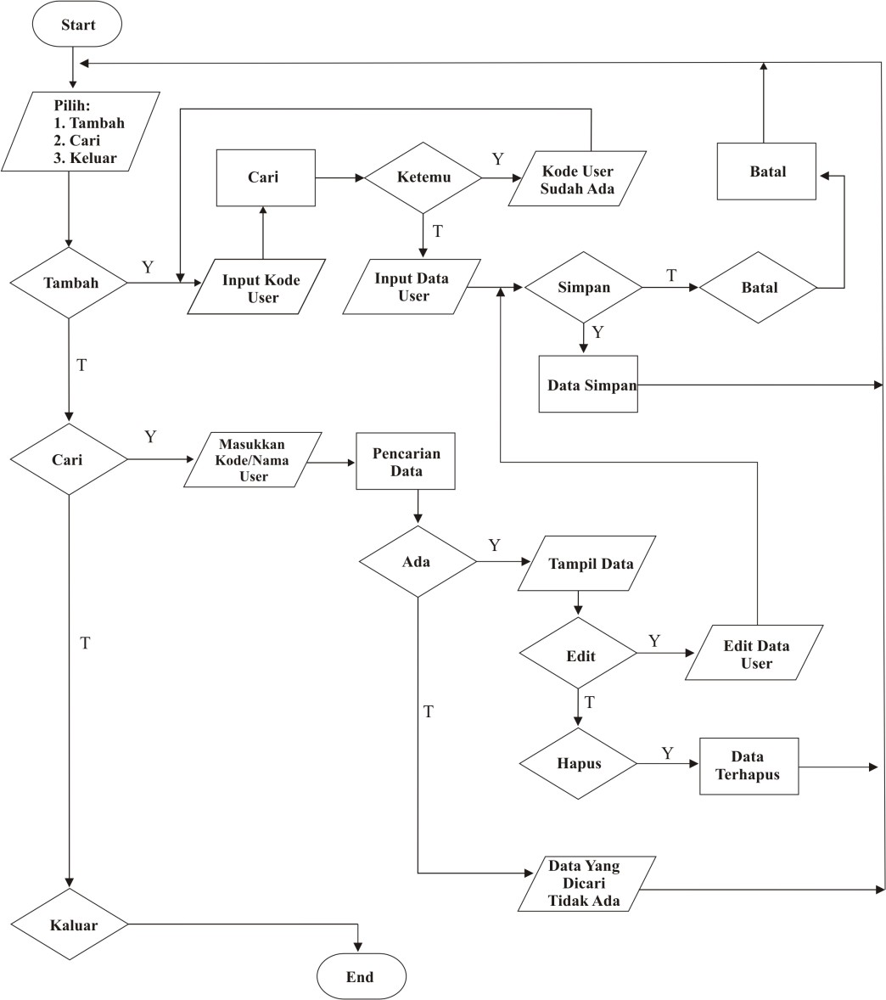 Start
Pilih:
1. Tambah
2. Cari
3. Keluar
Cari
Ketemu
Y
Kode User
Sudah Ada
Batal
T
Tambah
Y
Input Kode
User
Input Data
User
Simpan
T
Batal
Y
T
Data Simpan
Cari
Y
Masukkan
Kode/Nama
User
Pencarian
Data
Ada
Y
Tampil Data
T
Edit
Y
Edit Data
User
T
T
Hapus
Y
Data
Terhapus
Data Yang
Dicari
Tidak Ada
Kaluar
End